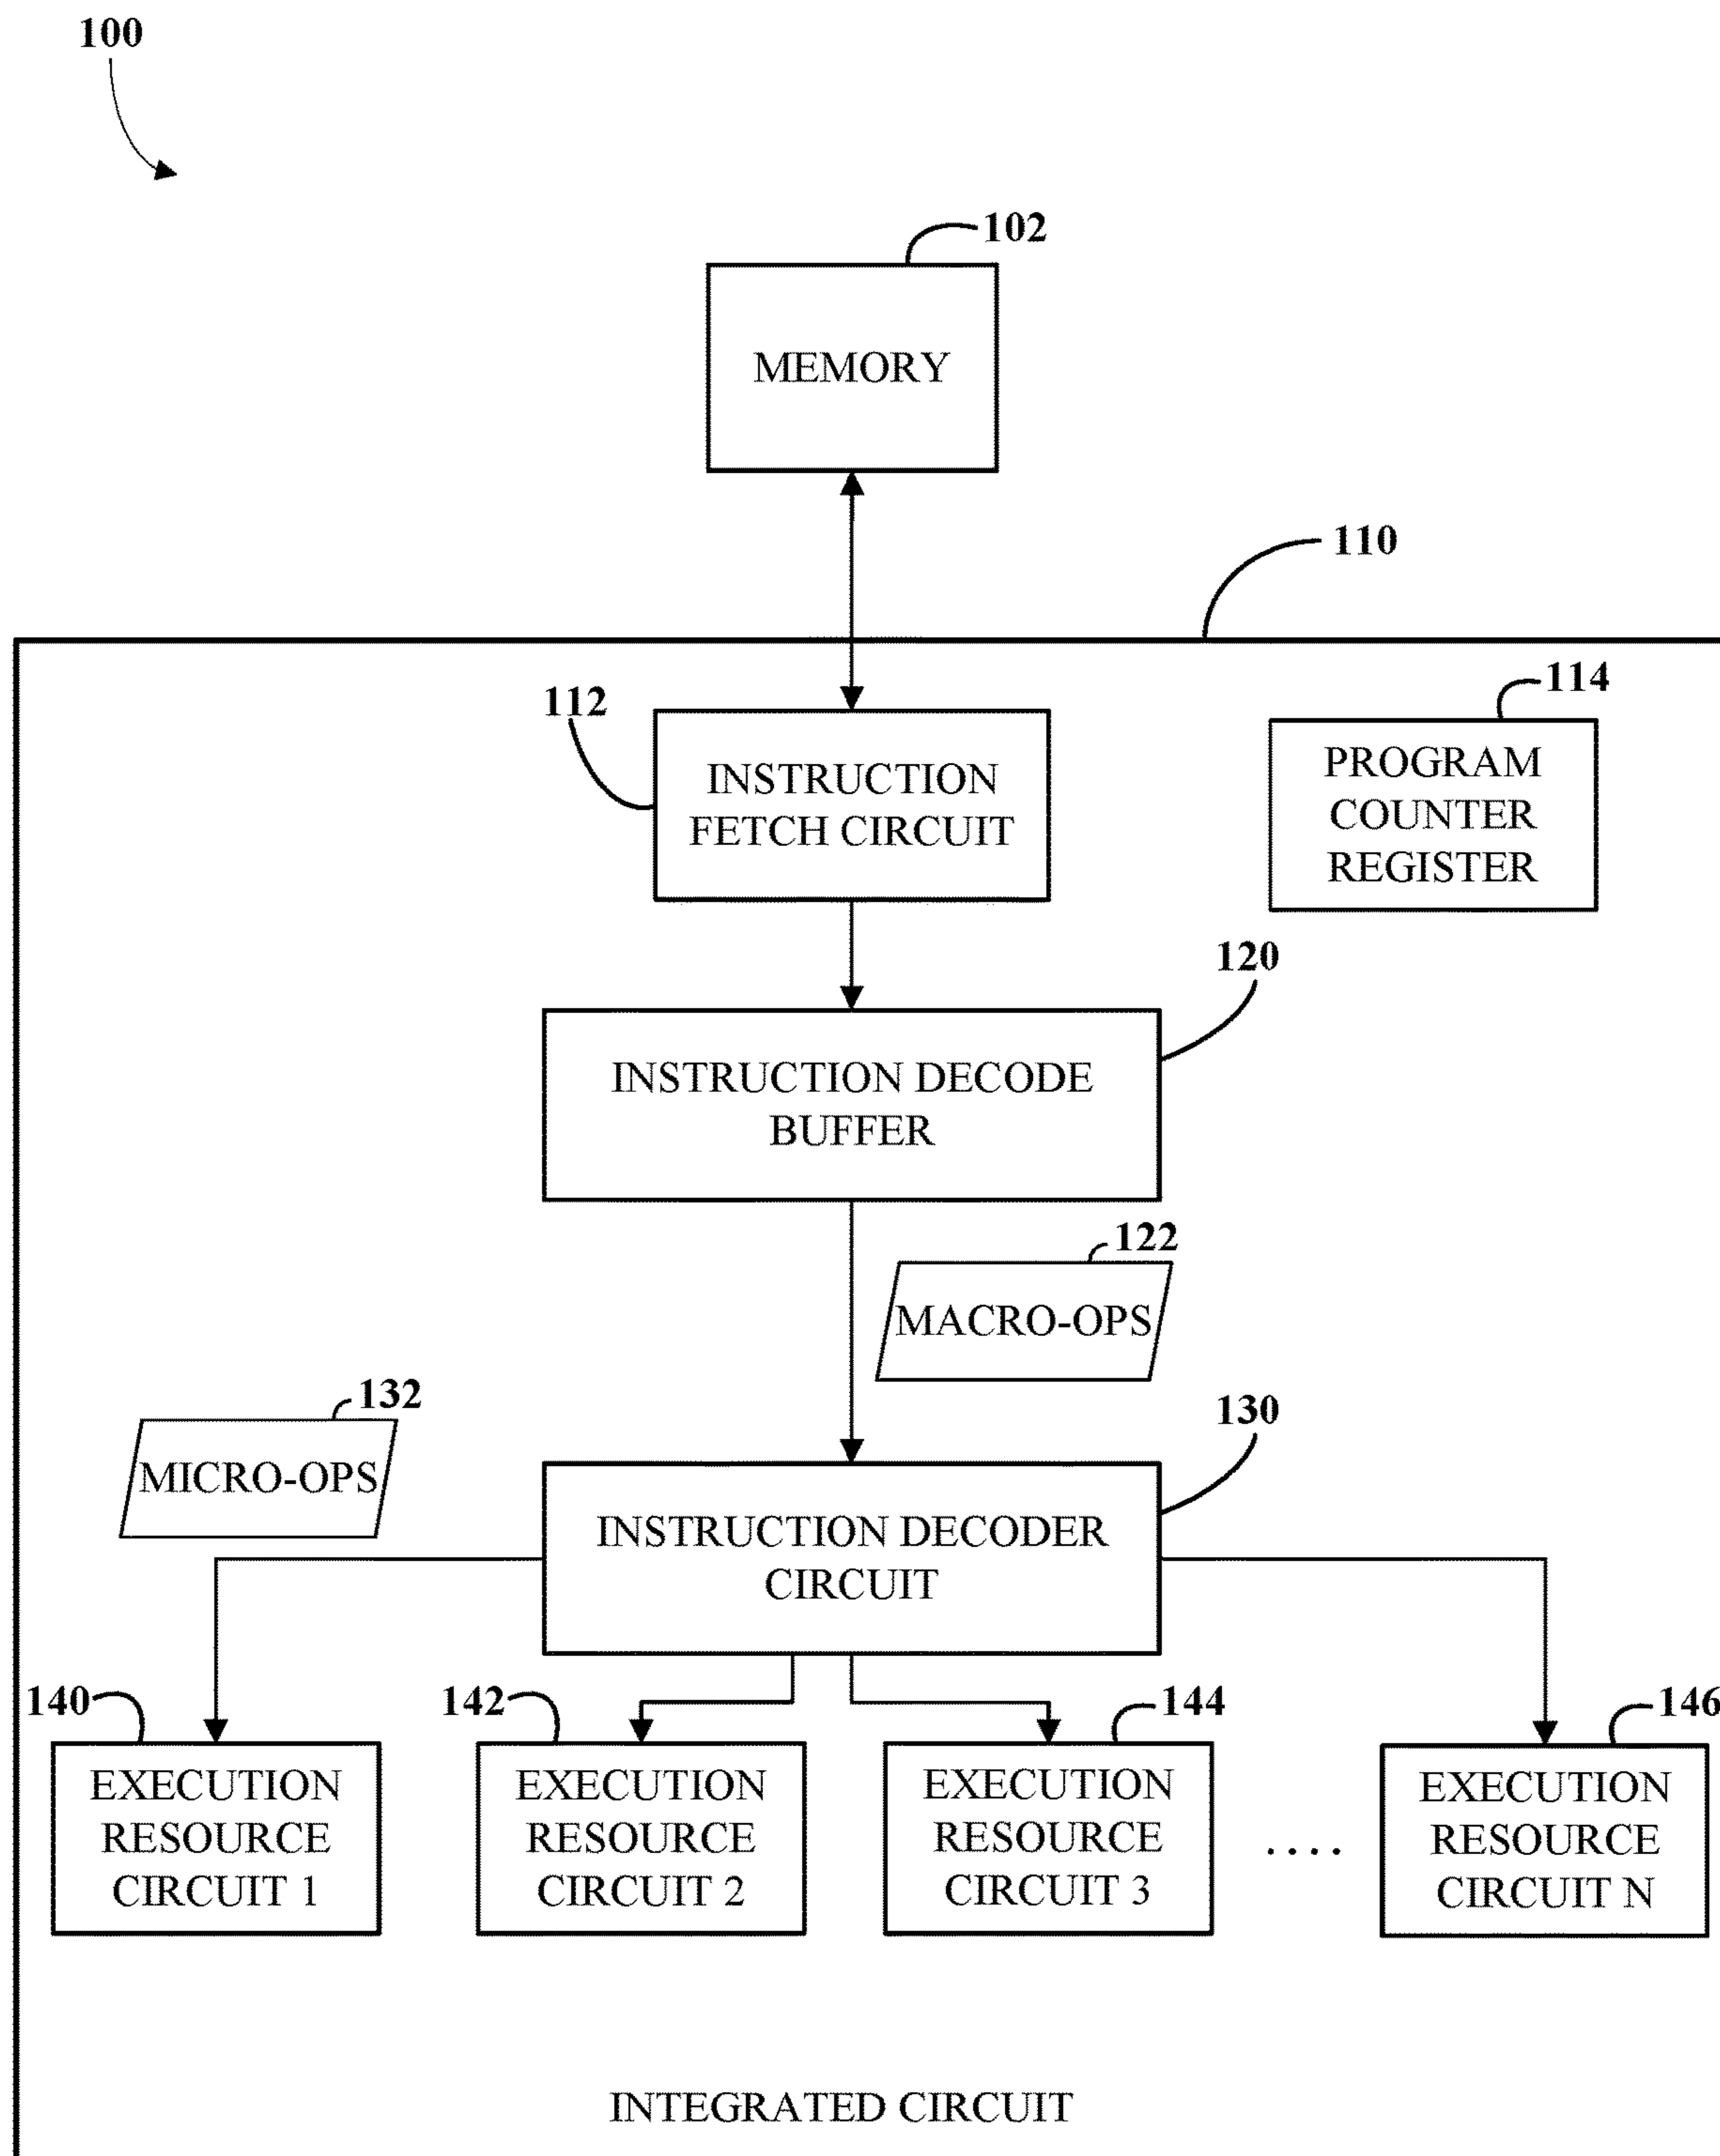 100
102
MEMORY
110
112
114
INSTRUCTION
FETCH CIRCUIT
PROGRAM
COUNTER
REGISTER
120
INSTRUCTION DECODE
BUFFER
122
MACRO-OPS
132
MICRO-OPS
130
INSTRUCTION DECODER
CIRCUIT
140
142
144
146
EXECUTION
RESOURCE
CIRCUIT 1
EXECUTION
RESOURCE
CIRCUIT 2
EXECUTION
RESOURCE
CIRCUIT 3
....
EXECUTION
RESOURCE
CIRCUIT N
INTEGRATED CIRCUIT